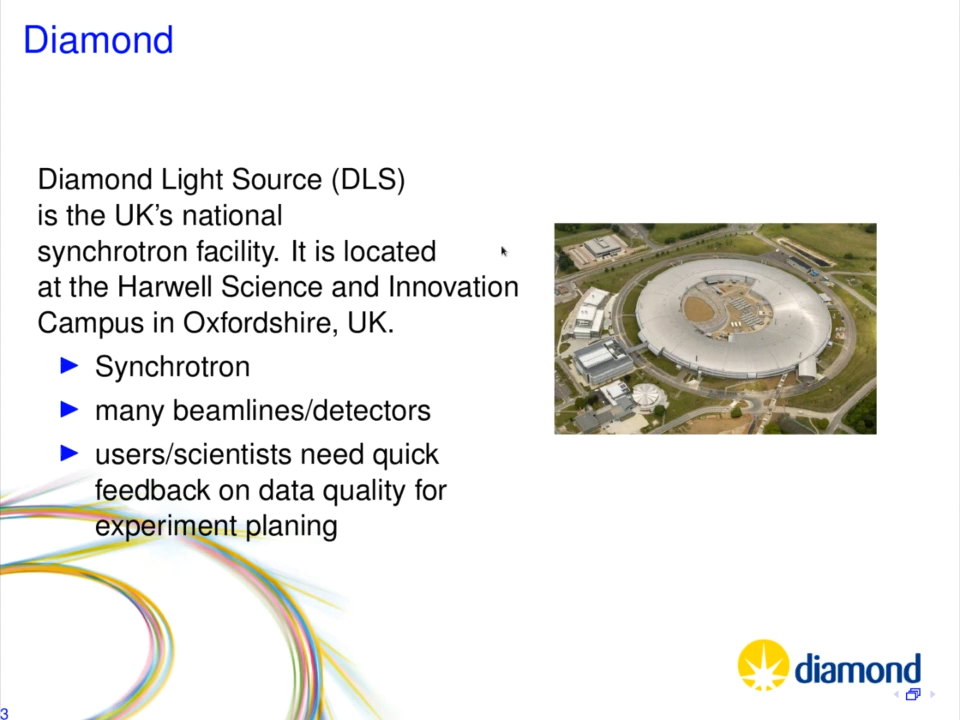 Diamond
Diamond Light Source (DLS)
is the UK's national
synchrotron facility. It is located
at the Harwell Science and Innovation
Campus in Oxfordshire, UK.
Synchrotron
many beamlines/detectors
users/scientists need quick
feedback on data quality for
experiment planing
diamond
3